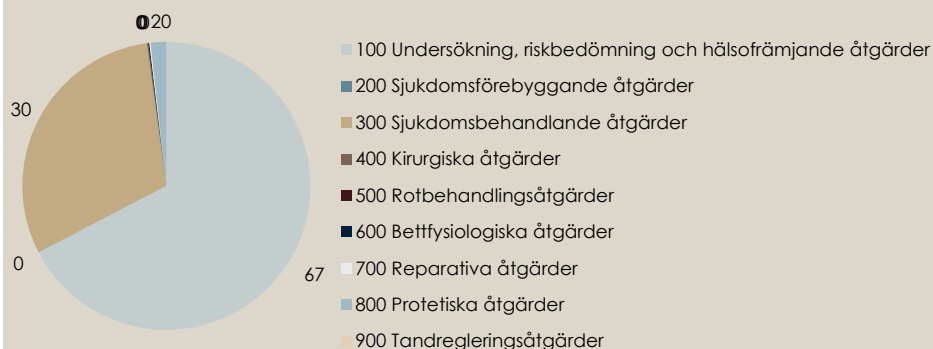 20
30
0
67
100 Undersökning, riskbedömning och hälsofrämjande åtgärder
200 Sjukdomsförebyggande åtgärder
300 Sjukdomsbehandlande åtgärder
400 Kirurgiska åtgärder
500 Rotbehandlingsåtgärder
600 Bettfysiologiska åtgärder
700 Reparativa åtgärder
800 Protetiska åtgärder
900 Tandregleringsåtgärder